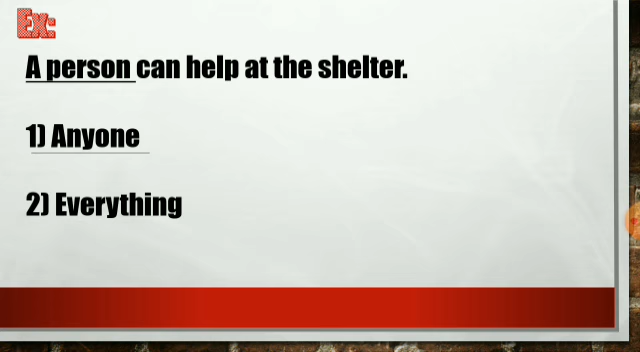 Ex:
A person can help at the shelter.
1) Anyone
2) Everything